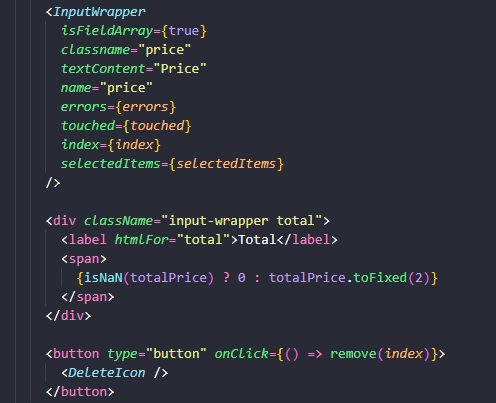 <InputWrapper
isFieldArray={true}
classname="price"
textContent="Price"
name="price"
errors={errors}
touched={touched}
index={index}
selectedItems={selectedItems}
/>
<div className="input-wrapper total">
<label htmlFor="total">Total</label>
<span>
{isNaN(totalPrice) ? 0 : totalPrice.toFixed(2)}
</span>
</div>
<button type="button" onClick={() => remove(index)}>
<DeleteIcon />
</button>